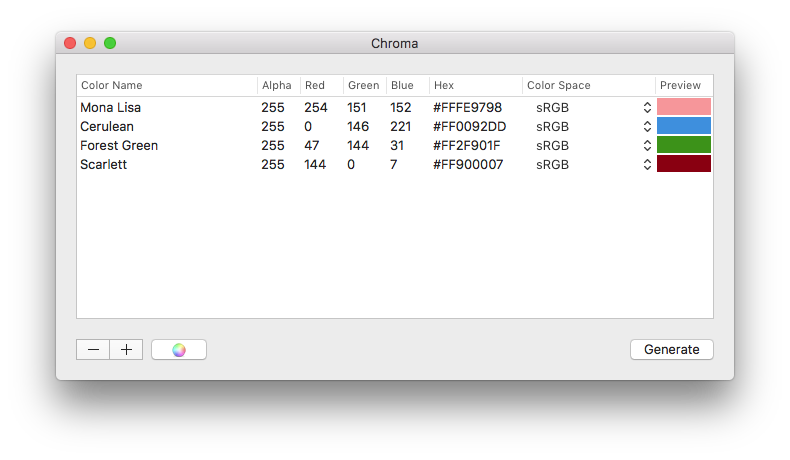 Chroma
Color Name Alpha Red Green Blue Hex Color Space Preview
Mona Lisa 255 254 151 152 #FFFE9798 sRGB
Cerulean 255 0 146 221 #FF0092DD sRGB
Forest Green 255 47 144 31 #FF2F901F sRGB
Scarlett 255 144 0 7 #FF900007 sRGB
Generate